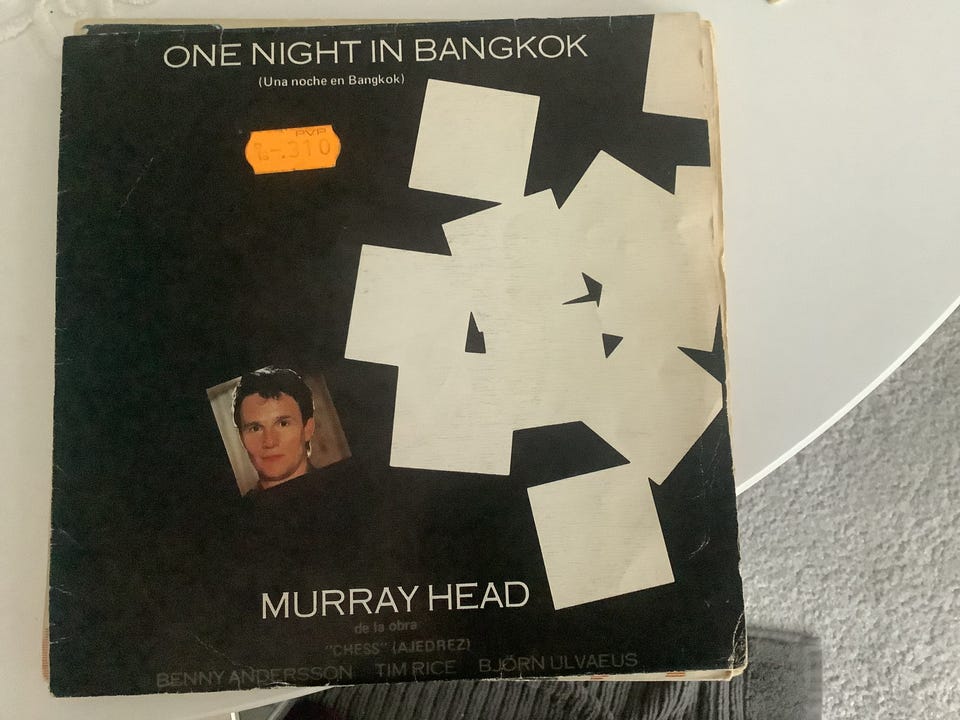 ONE NIGHT IN BANGKOK
(Una noche en Bangkok)
PVP
310
MURRAY HEAD
de la obra
"CHESS" (AJEDREZ)
BENNY ANDERSSON TIM RICE BJÖRN ULVAEUS